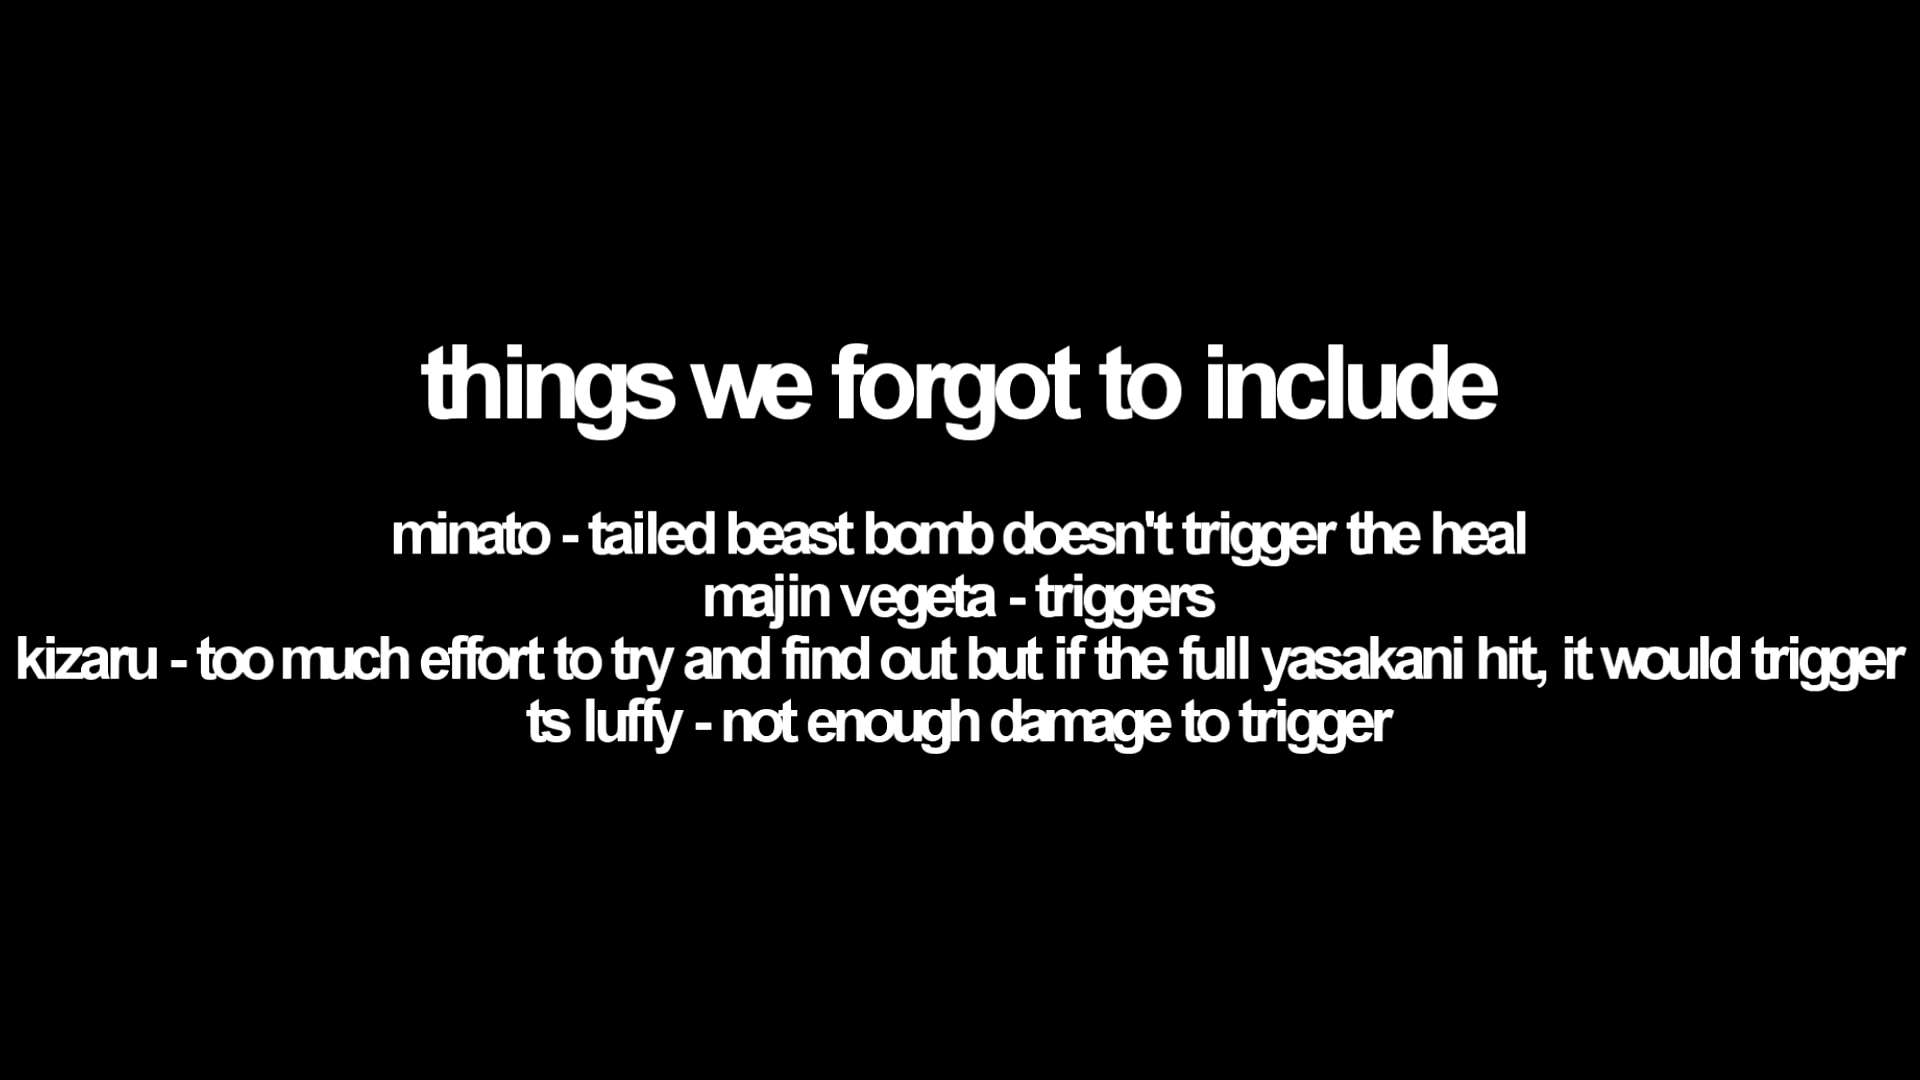 things we forgot to include
minato - tailed beast bomb doesn't trigger the heal
majin vegeta - triggers
kizaru - too much effort to try and find out but if the full yasakani hit, it would trigger
ts luffy - not enough damage to trigger